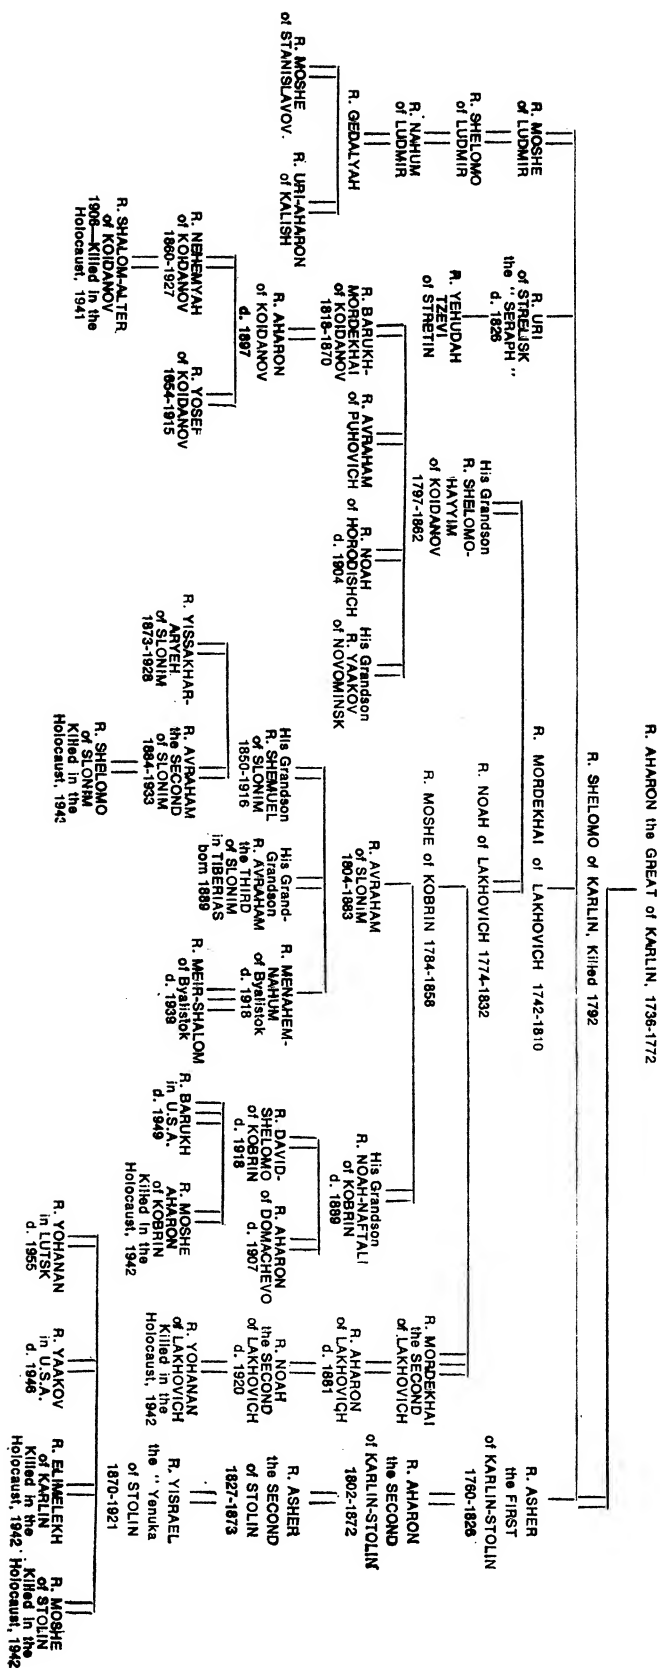 R. AHARON the GREAT of KARLIN, 1736-1772
R. SHELOMO of KARLIN, Killed 1792
R. MOSHE
of LUDMIR
R. SHELOMO
of LUDMIR
R. NAHUM
of LUDMIR
R. GEDALYAH
R. MOSHE
of STANISLAVOV.
R. URI-AHARON
of KALISH
R. URI
of STRELISK
the "SERAPH"
d. 1826
R. YEHUDAH
TZEVI
of STRETIN
R. MORDEKHAI of LAKHOVICH 1742-1810
R. NOAH of LAKHOVICH 1774-1832
His Grandson
R. SHELOMO-
HAYYIM
of KOIDANOV
1797-1862
R. BARUKH-
MORDEKHAI
of KOIDANOV
1818-1870
R. AVRAHAM
of PUHOVICH
R. NOAH
of HORODISHCH
d. 1904
His Grandson
R. YAAKOV
of NOVOMINSK
R. AHARON
of KOIDANOV
d. 1897
R. NEHEMYAH
of KOIDANOV
1860-1927
R. YOSEF
of KOIDANOV
1854-1915
R. SHALOM-ALTER
of KOIDANOV
1906—Killed in the
Holocaust, 1941
R. MOSHE of KOBRIN 1784-1858
R. AVRAHAM
of SLONIM
1804-1883
His Grandson
R. SHEMUEL
of SLONIM
1850-1916
His Grand-
Grandson
R. AVRAHAM
the THIRD
of SLONIM
in TIBERIAS
born 1889
R. MENAHEM-
NAHUM
of Byalistok
d. 1918
R. YISSAKHAR-
ARYEH
of SLONIM
1873-1928
R. AVRAHAM
the SECOND
of SLONIM
1884-1933
R. MEIR-SHALOM
of Byalistok
d. 1939
R. SHELOMO
of SLONIM
Killed in the
Holocaust, 1943
His Grandson
R. NOAH-NAFTALI
of KOBRIN
d. 1889
R. DAVID-
SHELOMO
of KOBRIN
d. 1918
R. AHARON
of DOMACHEVO
d. 1907
R. BARUKH
in U.S.A.
d. 1949
R. MOSHE
AHARON
of KOBRIN
Killed in the
Holocaust, 1942
R. MORDEKHAI
the SECOND
of LAKHOVICH
R. AHARON
of LAKHOVICH
d. 1881
R. NOAH
the SECOND
of LAKHOVICH
d. 1920
R. YOHANAN
of LAKHOVICH
Killed in the
Holocaust, 1942
R. ASHER
the FIRST
of KARLIN-STOLIN
1760-1826
R. AHARON
the SECOND
of KARLIN-STOLIN
1802-1872
R. ASHER
the SECOND
of STOLIN
1827-1873
R. YISRAEL
the "Yenuka
of STOLIN
1870-1921
R. YOHANAN
in LUTSK
d. 1955
R. YAAKOV
in U.S.A.
d. 1946
R. ELIMELEKH
of KARLIN
Killed in the
Holocaust, 1942
R. MOSHE
of STOLIN
Killed in the
Holocaust, 1942